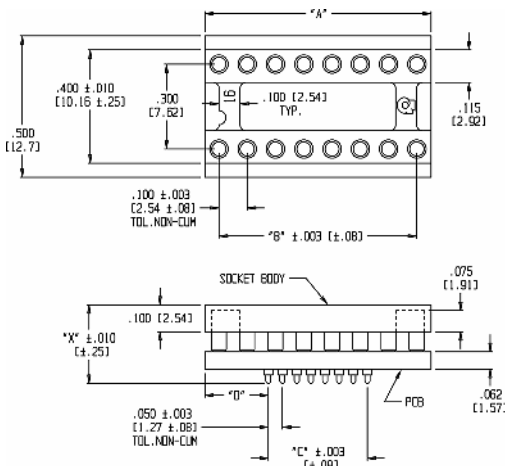 "A"
.400 ±.010
[10.16 ±.25]
.300
[7.62]
16
.100 [2.54]
TYP.
.115
[2.92]
.500
[12.7]
.100 ±.003
[2.54 ±.08]
TOL.NON-CUM
"B" ±.003 [±.08]
SOCKET BODY
.075
[1.91]
.100 [2.54]
"X" ±.010
[±.25]
"D"
PCB
.062
[1.57]
.050 ±.003
[1.27 ±.08]
TOL.NON-CUM
"C" ±.003